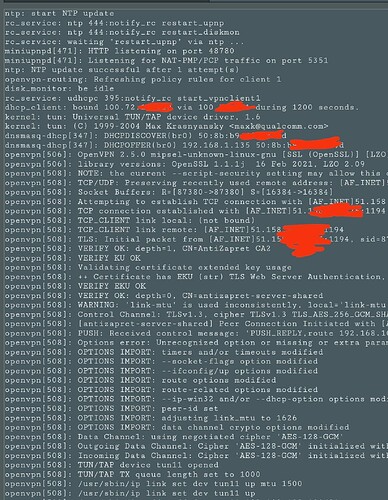 ntp: start NTP update
rc_service: ntp 444:notify_rc restart_upnp
rc_service: ntp 444:notify_rc restart_diskmon
rc_service: waiting "restart_upnp" via ntp ...
miniupnpd[471]: HTTP listening on port 48780
miniupnpd[471]: Listening for NAT-PMP/PCP traffic on port 5351
ntp: NTP update successful after 1 attempt(s)
openvpn-routing: Refreshing policy rules for client 1
disk_monitor: be idle
rc_service: udhcpc 395:notify_rc start_vpnclient1
dhcp_client: bound 100.72 via 100. during 1200 seconds.
kernel: tun: Universal TUN/TAP device driver, 1.6
kernel: tun: (C) 1999-2004 Max Krasnyansky <maxk@qualcomm.com>
dnsmasq-dhcp[347]: DHCPDISCOVER(br0) 50:8b:b9 d
dnsmasq-dhcp[347]: DHCPOFFER(br0) 192.168.1.135 50:8b: d
openvpn[506]: OpenVPN 2.5.0 mipsel-unknown-linux-gnu [SSL (OpenSSL)] [LZO
openvpn[506]: library versions: OpenSSL 1.1.1j 16 Feb 2021, LZO 2.09
openvpn[508]: NOTE: the current --script-security setting may allow this c
openvpn[508]: TCP/UDP: Preserving recently used remote address: [AF_INET]
openvpn[508]: Socket Buffers: R=[87380->87380] S=[16384->16384]
openvpn[508]: Attempting to establish TCP connection with [AF_INET]51.158
openvpn[508]: TCP connection established with [AF_INET]51. 1194
openvpn[508]: TCP_CLIENT link local: (not bound)
openvpn[508]: TCP_CLIENT link remote: [AF_INET]51.158 1194
openvpn[508]: TLS: Initial packet from [AF_INET]51.15 1194, sid=8
openvpn[508]: VERIFY OK: depth=1, CN=AntiZapret CA2
openvpn[508]: VERIFY KU OK
openvpn[508]: Validating certificate extended key usage
openvpn[508]: ++ Certificate has EKU (str) TLS Web Server Authentication,
openvpn[508]: VERIFY EKU OK
openvpn[508]: VERIFY OK: depth=0, CN=antizapret-server-shared
openvpn[508]: WARNING: 'link-mtu' is used inconsistently, local='link-mtu
openvpn[508]: Control Channel: TLSv1.3, cipher TLSv1.3 TLS_AES_256_GCM_SHA
openvpn[508]: [antizapret-server-shared] Peer Connection Initiated with [A
openvpn[508]: PUSH: Received control message: 'PUSH_REPLY,route 192.168.10
openvpn[508]: Options error: Unrecognized option or missing or extra param
openvpn[508]: OPTIONS IMPORT: timers and/or timeouts modified
openvpn[508]: OPTIONS IMPORT: --socket-flags option modified
openvpn[508]: OPTIONS IMPORT: --ifconfig/up options modified
openvpn[508]: OPTIONS IMPORT: route options modified
openvpn[508]: OPTIONS IMPORT: route-related options modified
openvpn[508]: OPTIONS IMPORT: --ip-win32 and/or --dhcp-option options modi
openvpn[508]: OPTIONS IMPORT: peer-id set
openvpn[508]: OPTIONS IMPORT: adjusting link_mtu to 1626
openvpn[508]: OPTIONS IMPORT: data channel crypto options modified
openvpn[508]: Data Channel: using negotiated cipher 'AES-128-GCM'
openvpn[508]: Outgoing Data Channel: Cipher 'AES-128-GCM' initialized with
openvpn[508]: Incoming Data Channel: Cipher 'AES-128-GCM' initialized with
openvpn[508]: TUN/TAP device tun11 opened
openvpn[508]: TUN/TAP TX queue length set to 1000
openvpn[508]: /usr/sbin/ip link set dev tun11 up mtu 1500
openvpn[508]: /usr/sbin/ip link set dev tun11 up